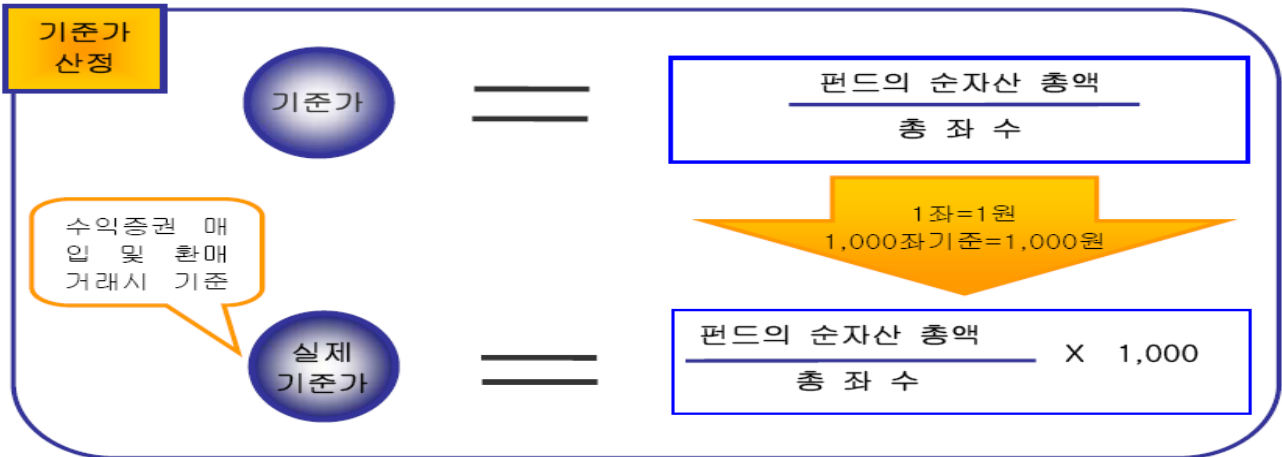 기준가
산정
기준가
펀드의 순자산 총액
총 좌 수
1좌=1원
1,000좌기준=1,000원
수익증권 매
입 및 환매
거래시 기준
실제
기준가
펀드의 순자산 총액
총 좌 수
X 1,000